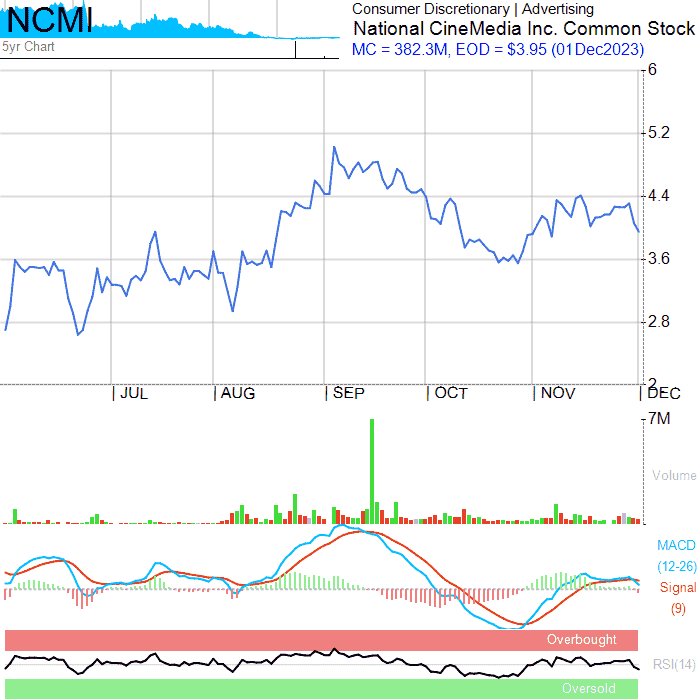 NCMI
5yr Chart
Consumer Discretionary | Advertising
National CineMedia Inc. Common Stock
MC = 382.3M, EOD = $3.95 (01Dec2023)
6
5.2
4.4
3.6
2.8
2
| JUL | AUG | SEP | OCT | NOV | DEC
7M
Volume
MACD
(12-26)
Signal
(9)
Overbought
RSI(14)
Oversold